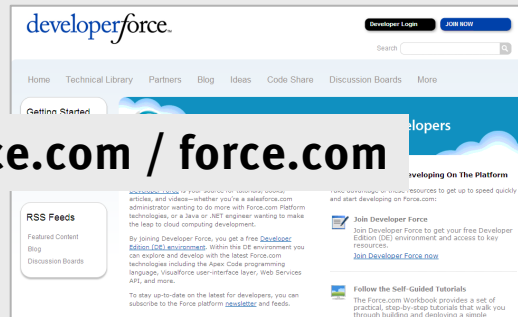 developerforce™
Developer Login JOIN NOW
Search
Home Technical Library Partners Blog Ideas Code Share Discussion Boards More
Getting Started
elopers
ce.com / force.com
eveloping On The Platform
Developer Force is your source for tutorials, books,
articles, and videos—whether you're a salesforce.com
administrator wanting to do more with Force.com Platform
technologies, or a Java or .NET engineer wanting to make
the leap to cloud computing development.
By joining Developer Force, you get a free Developer
Edition (DE) environment. Within this DE environment you
can explore and develop with the latest Force.com
technologies including the Apex Code programming
language, Visualforce user-interface layer, Web Services
API, and more.
To stay up-to-date on the latest for developers, you can
subscribe to the Force platform newsletter and feeds.
Take advantage of these resources to get up to speed quickly
and start developing on Force.com:
Join Developer Force
Join Developer Force to get your free Developer
Edition (DE) environment and access to key
resources.
Join Developer Force now
Follow the Self-Guided Tutorials
The Force.com Workbook provides a set of
practical, step-by-step tutorials that walk you
through building and deploying a simple
RSS Feeds
Featured Content
Blog
Discussion Boards